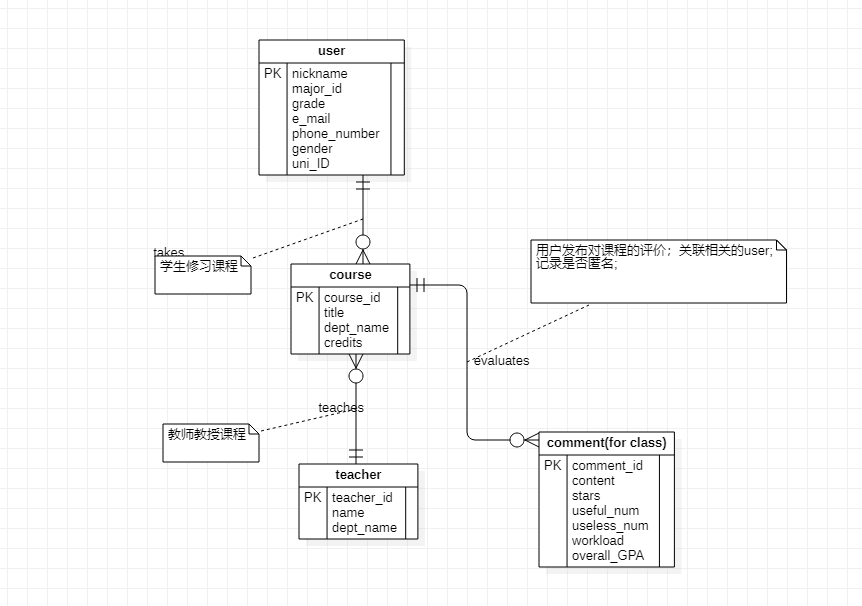 user
PK nickname
major_id
grade
e_mail
phone_number
gender
uni_ID
takes
学生修习课程
用户发布对课程的评价；关联相关的user;
记录是否匿名;
course
PK course_id
title
dept_name
credits
evaluates
teaches
教师教授课程
comment(for class)
PK comment_id
content
stars
useful_num
useless_num
workload
overall_GPA
teacher
PK teacher_id
name
dept_name